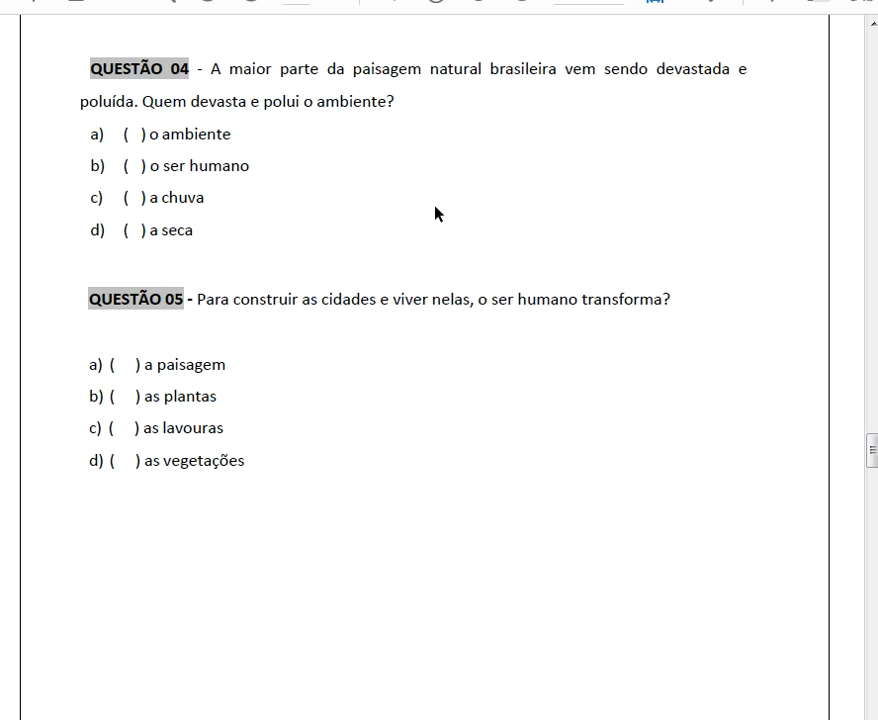 QUESTÃO 04 - A maior parte da paisagem natural brasileira vem sendo devastada e
poluída. Quem devasta e polui o ambiente?
a) ( ) o ambiente
b) ( ) o ser humano
c) ( ) a chuva
d) ( ) a seca
QUESTÃO 05 - Para construir as cidades e viver nelas, o ser humano transforma?
a) ( ) a paisagem
b) ( ) as plantas
c) ( ) as lavouras
d) ( ) as vegetações